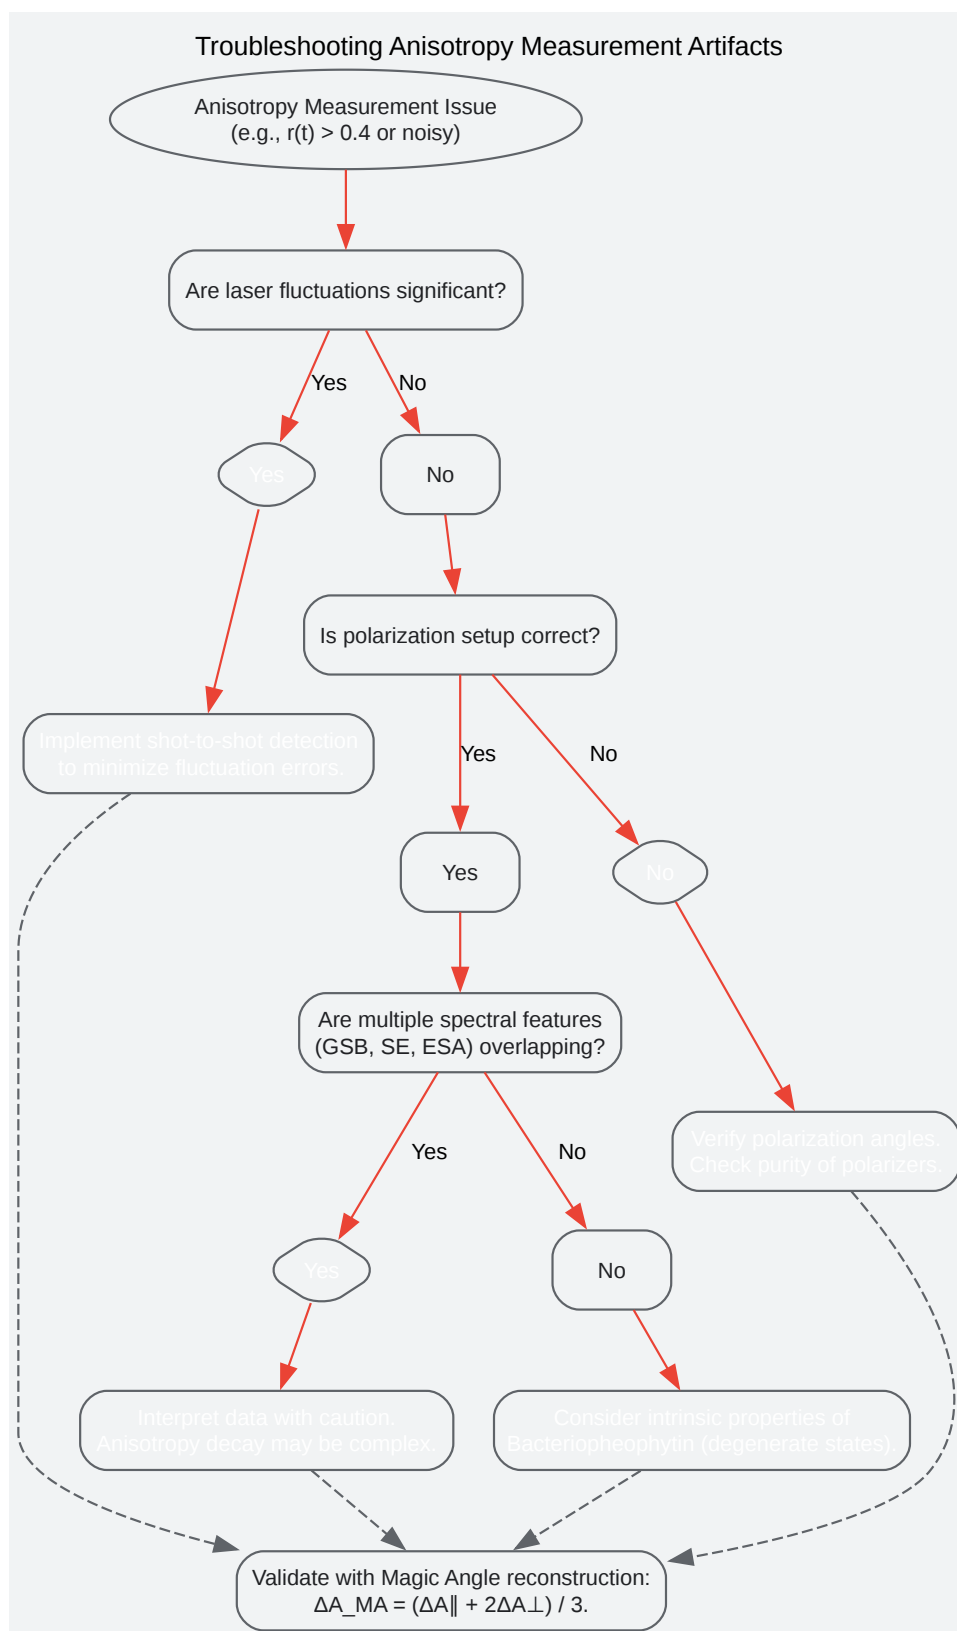 Troubleshooting Anisotropy Measurement Artifacts
Anisotropy Measurement Issue
(e.g., r(t) > 0.4 or noisy)
Are laser fluctuations significant?
Yes
No
Yes
No
Is polarization setup correct?
Implement shot-to-shot detection
to minimize fluctuation errors.
Yes
No
Yes
No
Are multiple spectral features
(GSB, SE, ESA) overlapping?
Verify polarization angles.
Check purity of polarizers.
Yes
No
Yes
No
Interpret data with caution.
Anisotropy decay may be complex.
Consider intrinsic properties of
Bacteriopheophytin (degenerate states).
Validate with Magic Angle reconstruction:
ΔA_MA = (ΔA∥ + 2ΔA⊥) / 3.